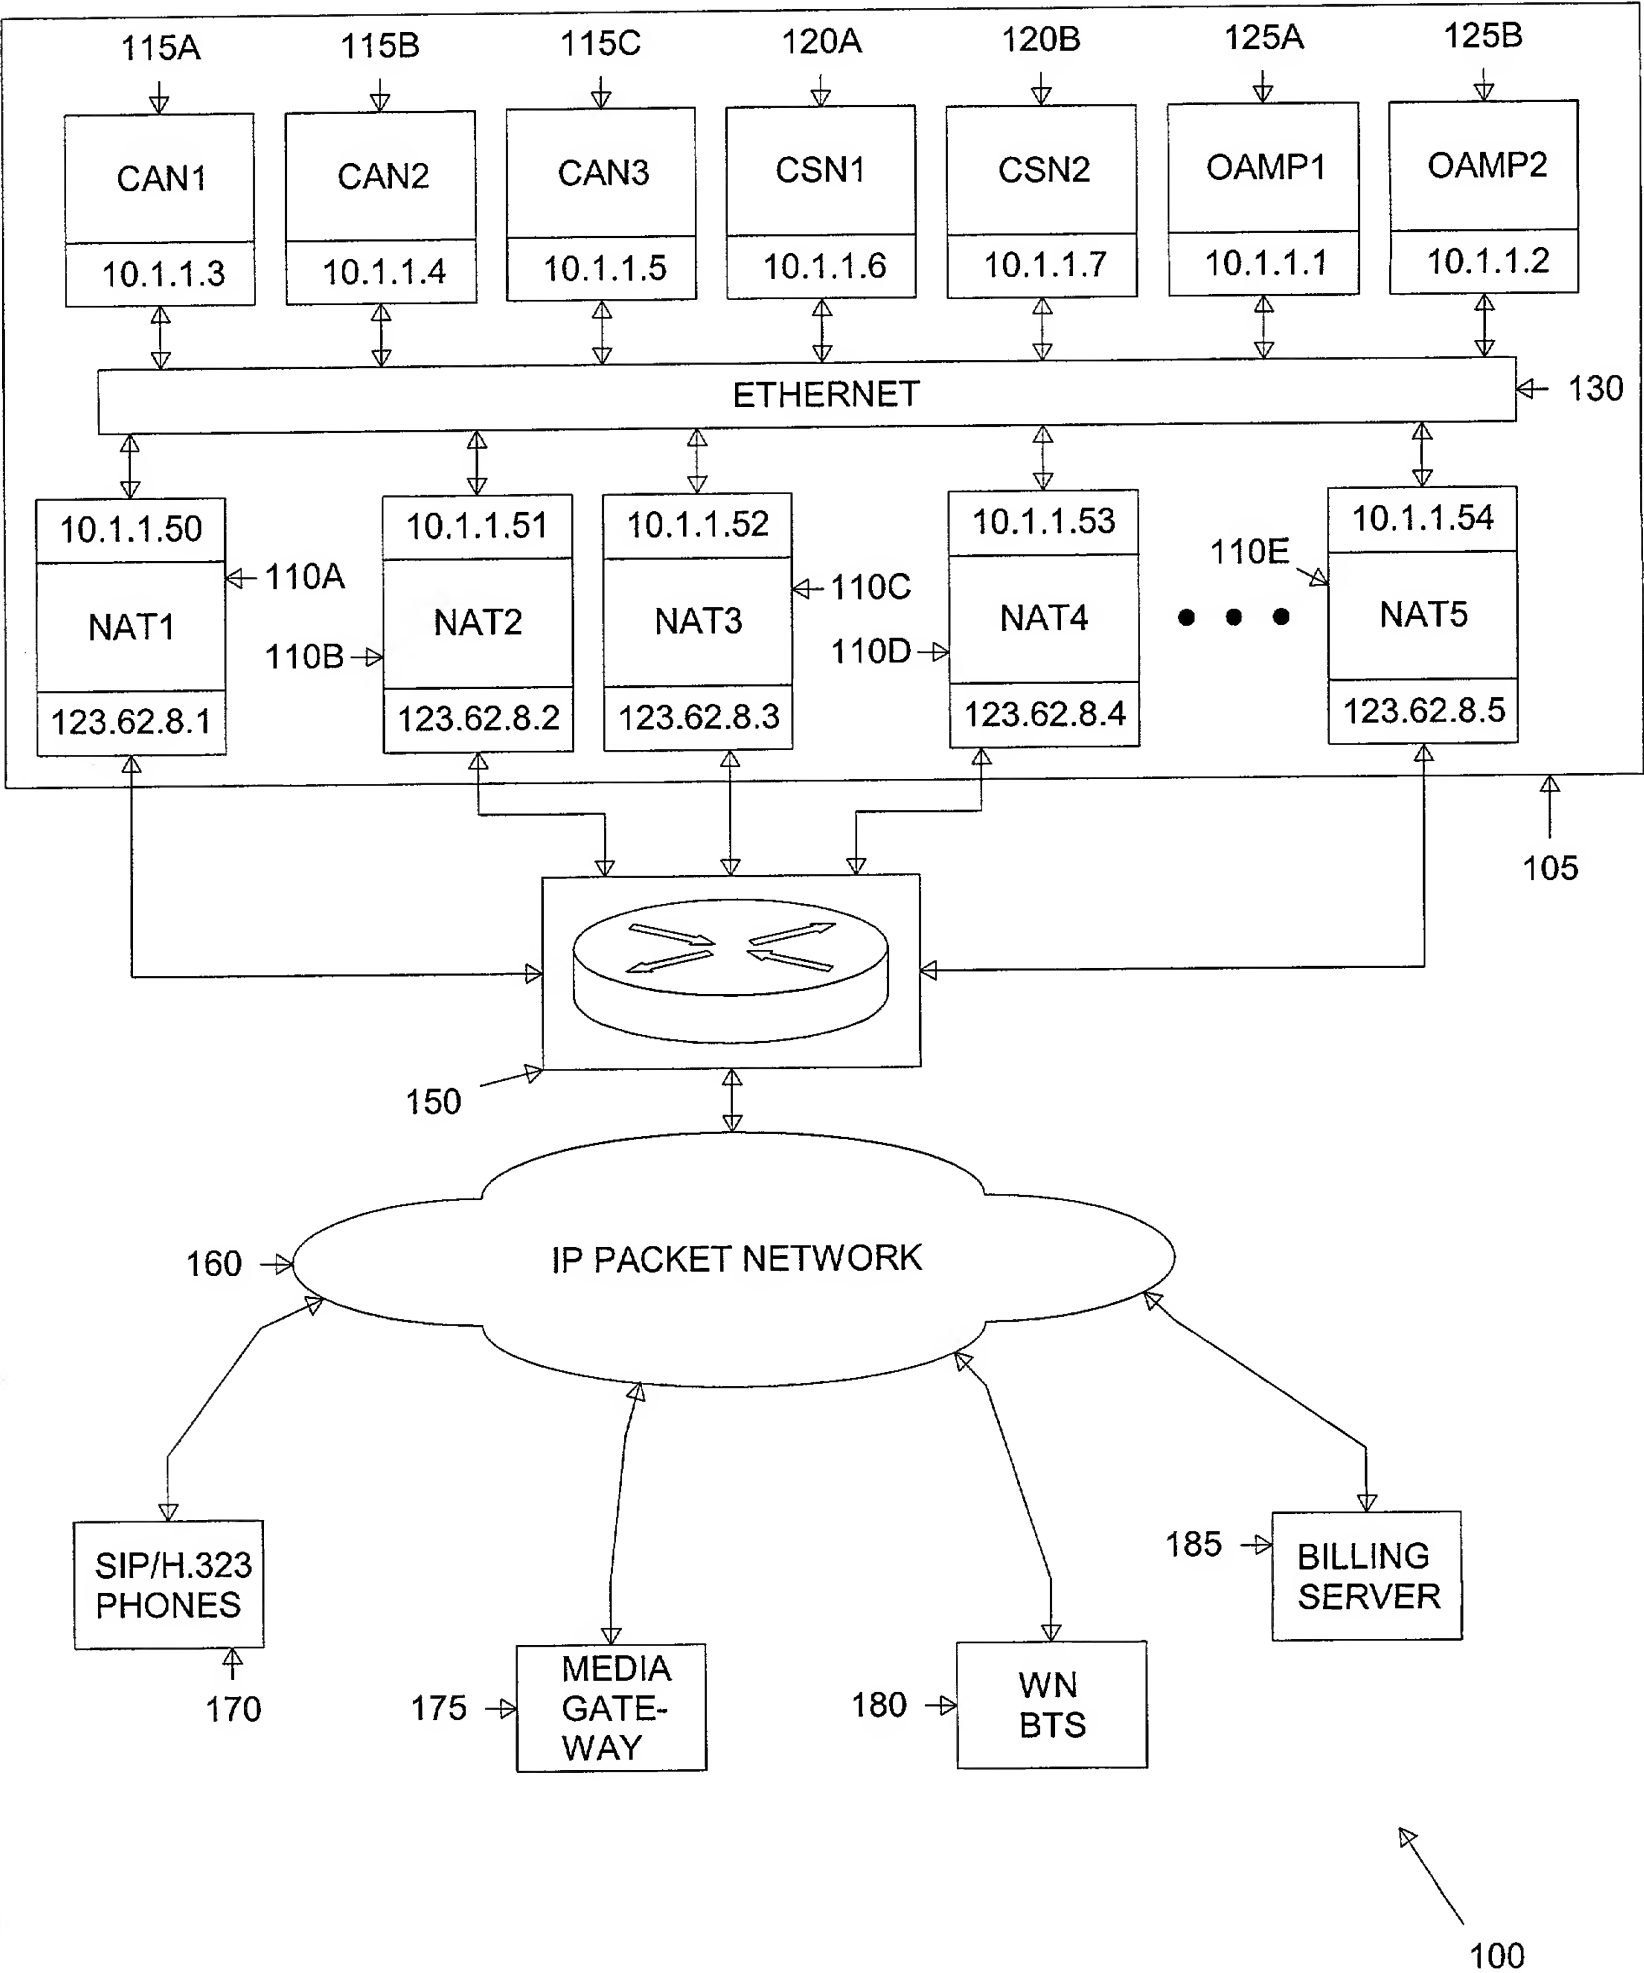 115A 115B 115C 120A 120B 125A 125B
CAN1 CAN2 CAN3 CSN1 CSN2 OAMP1 OAMP2
10.1.1.3 10.1.1.4 10.1.1.5 10.1.1.6 10.1.1.7 10.1.1.1 10.1.1.2
ETHERNET 130
10.1.1.50 10.1.1.51 10.1.1.52 10.1.1.53 10.1.1.54
110A 110C 110E
NAT1 NAT2 NAT3 NAT4 NAT5
110B 110D
123.62.8.1 123.62.8.2 123.62.8.3 123.62.8.4 123.62.8.5
105
150
160 IP PACKET NETWORK
SIP/H.323
PHONES
170
175
MEDIA
GATE-
WAY
180
WN
BTS
185
BILLING
SERVER
100